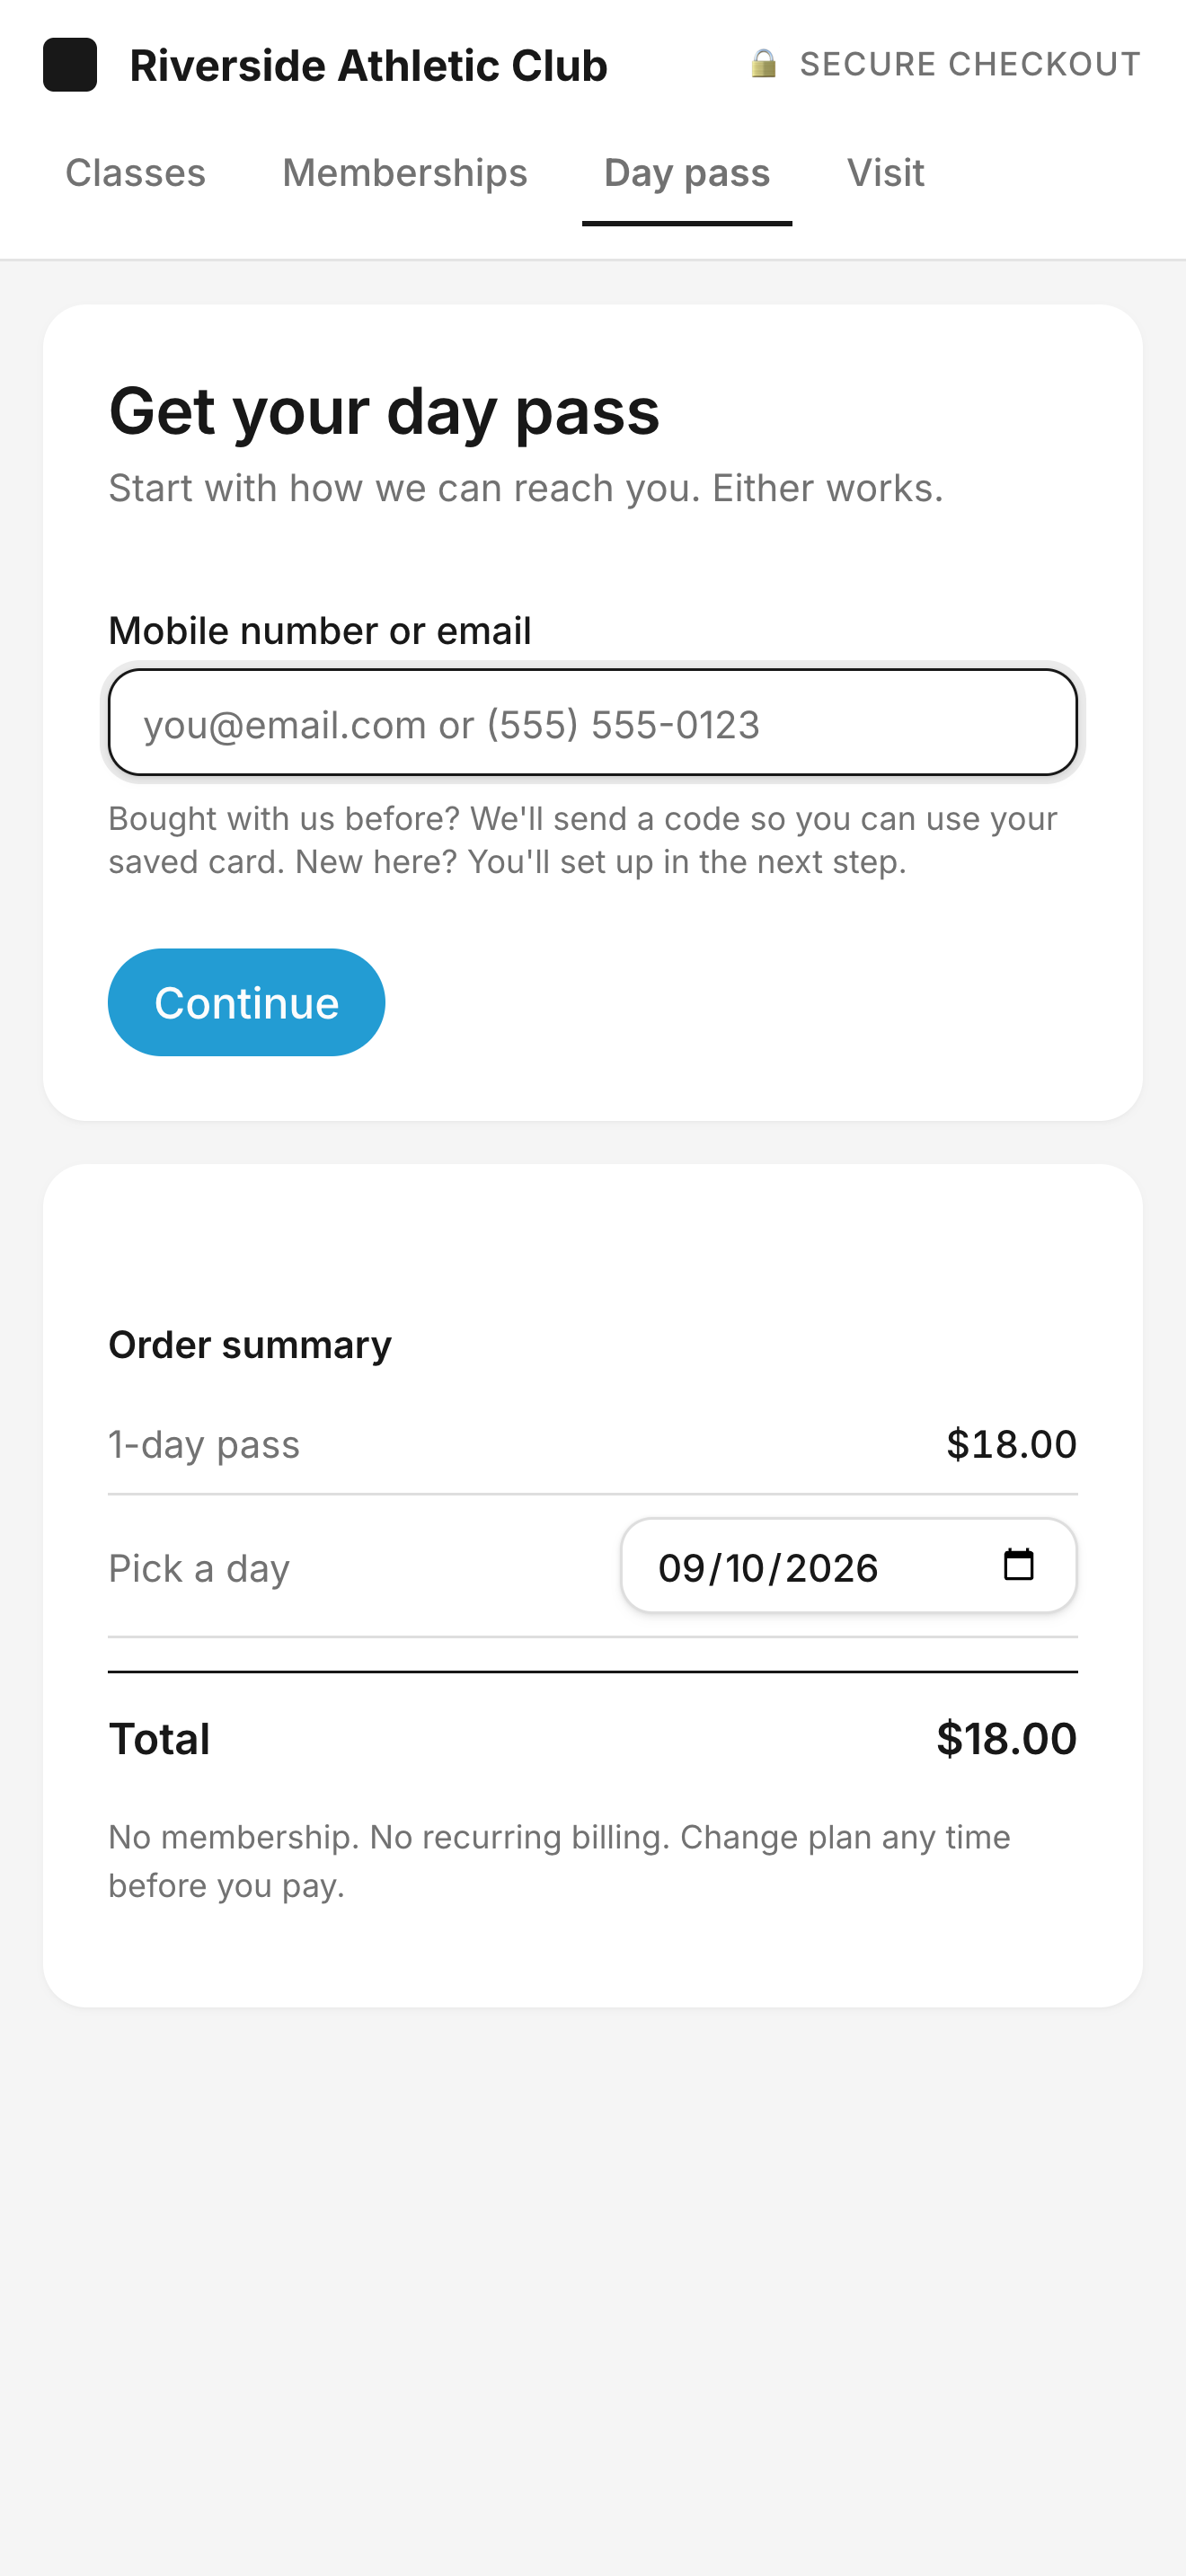 Riverside Athletic Club
🔒 SECURE CHECKOUT
Classes
Memberships
Day pass
Visit
Get your day pass
Start with how we can reach you. Either works.
Mobile number or email
you@email.com or (555) 555-0123
Bought with us before? We'll send a code so you can use your
saved card. New here? You'll set up in the next step.
Continue
Order summary
1-day pass $18.00
Pick a day 09/10/2026
Total $18.00
No membership. No recurring billing. Change plan any time
before you pay.